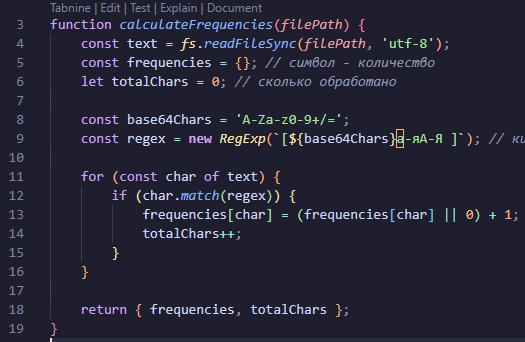 Tabnine | Edit | Test | Explain | Document
3 function calculateFrequencies(filePath) {
4 const text = fs.readFileSync(filePath, 'utf-8');
5 const frequencies = {}; // символ - количество
6 let totalChars = 0; // сколько обработано
7
8 const base64Chars = 'A-Za-z0-9+/=';
9 const regex = new RegExp(`[${base64Chars}а-яА-Я ]`); // ки
10
11 for (const char of text) {
12 if (char.match(regex)) {
13 frequencies[char] = (frequencies[char] || 0) + 1;
14 totalChars++;
15 }
16 }
17
18 return { frequencies, totalChars };
19 }